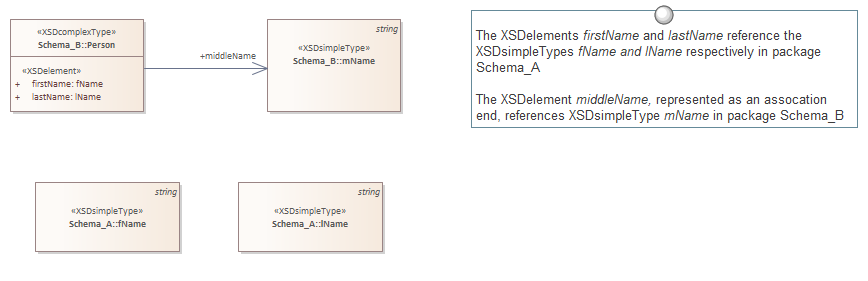 «XSDcomplexType»
Schema_B::Person
«XSDelement»
+ firstName: fName
+ lastName: lName
+middleName
string
«XSDsimpleType»
Schema_B::mName
The XSDelements firstName and lastName reference the
XSDsimpleTypes fName and lName respectively in package
Schema_A
The XSDelement middleName, represented as an assocation
end, references XSDsimpleType mName in package Schema_B
string
«XSDsimpleType»
Schema_A::fName
string
«XSDsimpleType»
Schema_A::lName